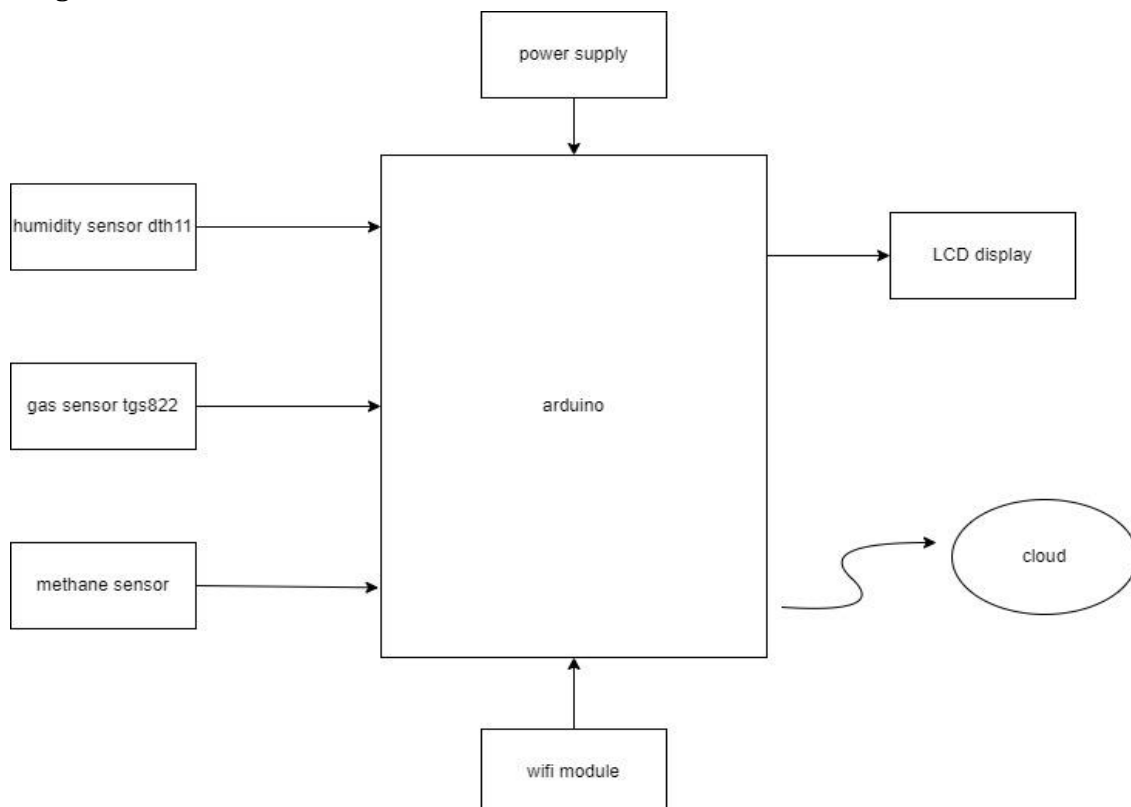 power supply
humidity sensor dth11
LCD display
gas sensor tgs822
arduino
methane sensor
cloud
wifi module